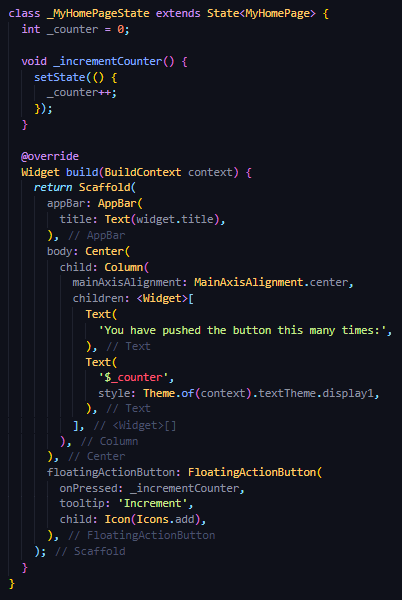 class _MyHomePageState extends State<MyHomePage> {
  int _counter = 0;

  void _incrementCounter() {
    setState(() {
      _counter++;
    });
  }

  @override
  Widget build(BuildContext context) {
    return Scaffold(
      appBar: AppBar(
        title: Text(widget.title),
      ), // AppBar
      body: Center(
        child: Column(
          mainAxisAlignment: MainAxisAlignment.center,
          children: <Widget>[
            Text(
              'You have pushed the button this many times:',
            ), // Text
            Text(
              '$_counter',
              style: Theme.of(context).textTheme.display1,
            ), // Text
          ], // <Widget>[]
        ), // Column
      ), // Center
      floatingActionButton: FloatingActionButton(
        onPressed: _incrementCounter,
        tooltip: 'Increment',
        child: Icon(Icons.add),
      ), // FloatingActionButton
    ); // Scaffold
  }
}